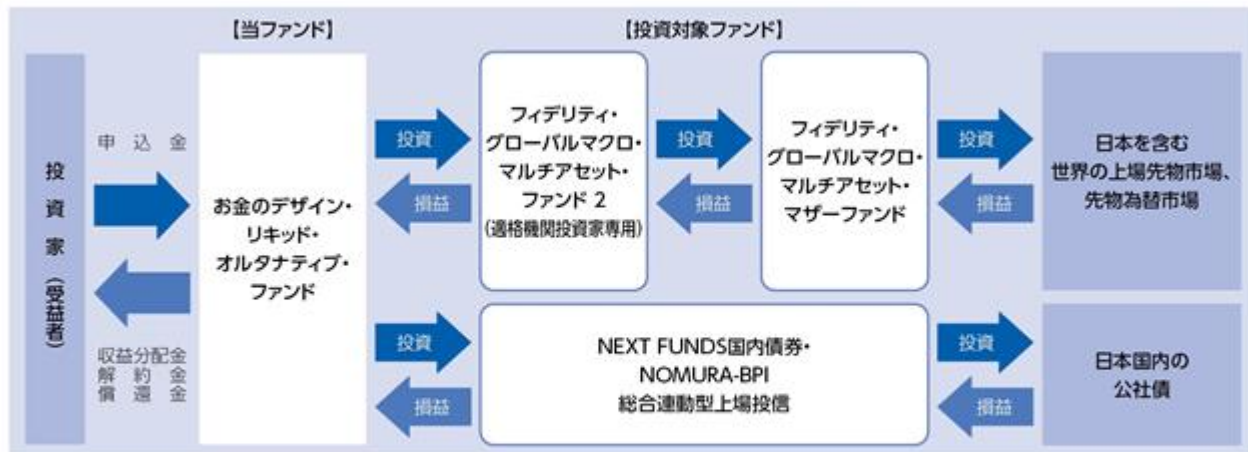 【当ファンド】
【投資対象ファンド】
投資家(受益者)
申込金
収益分配金
解約金
償還金
お金のデザイン・
リキッド・
オルタナティブ・
ファンド
投資
損益
フィデリティ・
グローバルマクロ・
マルチアセット・
ファンド 2
(適格機関投資家専用)
投資
損益
フィデリティ・
グローバルマクロ・
マルチアセット・
マザーファンド
投資
損益
日本を含む
世界の上場先物市場、
先物為替市場
投資
損益
NEXT FUNDS国内債券・
NOMURA-BPI
総合連動型上場投信
投資
損益
日本国内の
公社債